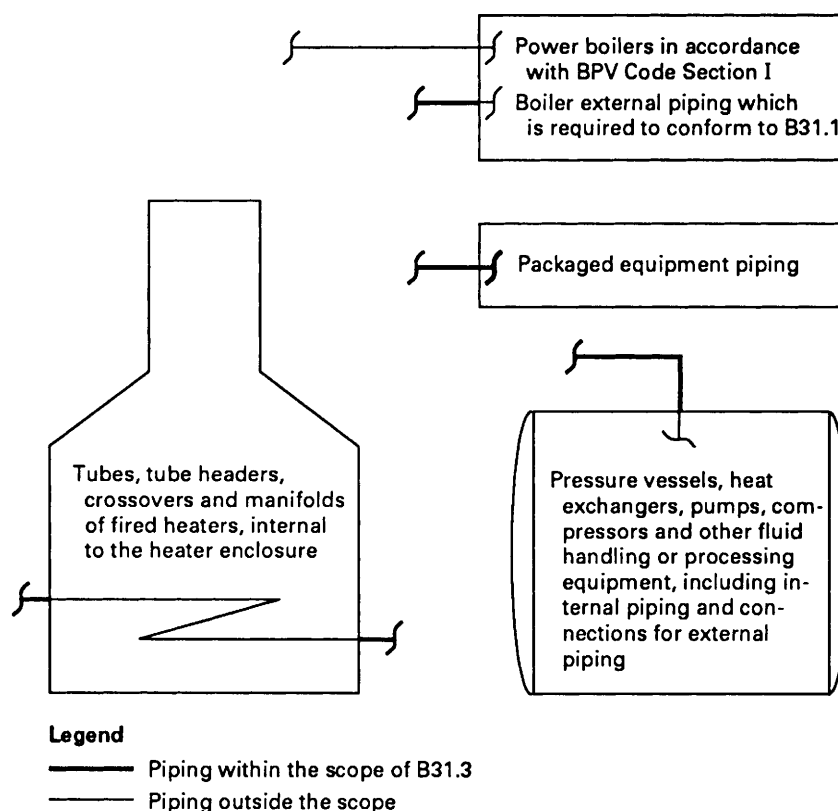 Power boilers in accordance
with BPV Code Section I
Boiler external piping which
is required to conform to B31.1
Packaged equipment piping
Tubes, tube headers,
crossovers and manifolds
of fired heaters, internal
to the heater enclosure
Pressure vessels, heat
exchangers, pumps, com-
pressors and other fluid
handling or processing
equipment, including in-
ternal piping and con-
nections for external
piping
Legend
Piping within the scope of B31.3
Piping outside the scope